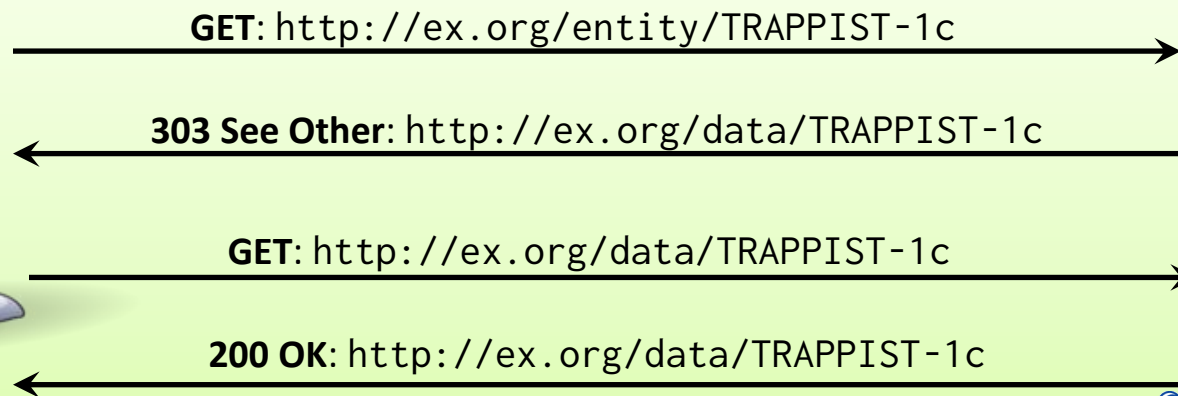 GET: http://ex.org/entity/TRAPPIST-1c
303 See Other: http://ex.org/data/TRAPPIST-1c
GET: http://ex.org/data/TRAPPIST-1c
200 OK: http://ex.org/data/TRAPPIST-1c